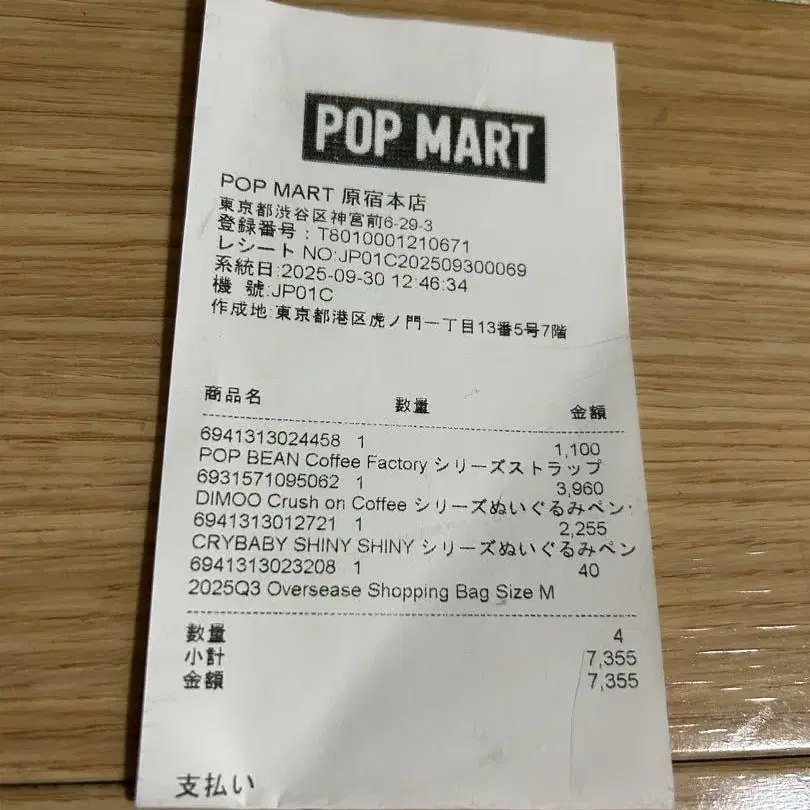 POP MART
POP MART 原宿本店
東京都渋谷区神宮前6-29-3
登録番号：T8010001210671
レシート NO:JP01C202509300069
系統日:2025-09-30 12:46:34
機 號:JP01C
作成地:東京都港区虎ノ門一丁目13番5号7階
商品名 数量 金額
6941313024458 1 1,100
POP BEAN Coffee Factory シリーズストラップ
6931571095062 1 3,960
DIMOO Crush on Coffee シリーズぬいぐるみペン
6941313012721 1 2,255
CRYBABY SHINY SHINY シリーズぬいぐるみペン
6941313023208 1 40
2025Q3 Oversease Shopping Bag Size M
数量 4
小計 7,355
金額 7,355
支払い